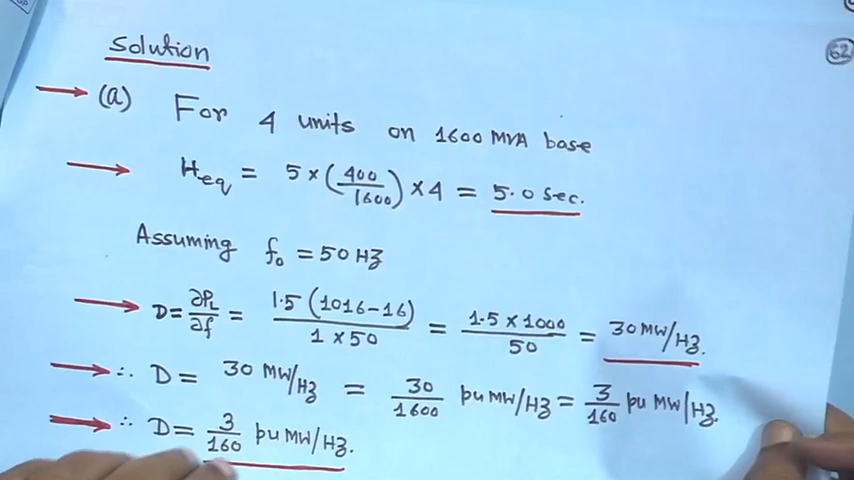 62
Solution
(a) For 4 units on 1600 MVA base
Heq = 5 × (400/1600) × 4 = 5.0 sec.
Assuming f₀ = 50 Hz
D = ∂PL/∂f = 1.5 (1016-16)/1 × 50 = 1.5 × 1000/50 = 30 MW/Hz.
∴ D = 30 MW/Hz = 30/1600 pu MW/Hz = 3/160 pu MW/Hz.
∴ D = 3/160 pu MW/Hz.